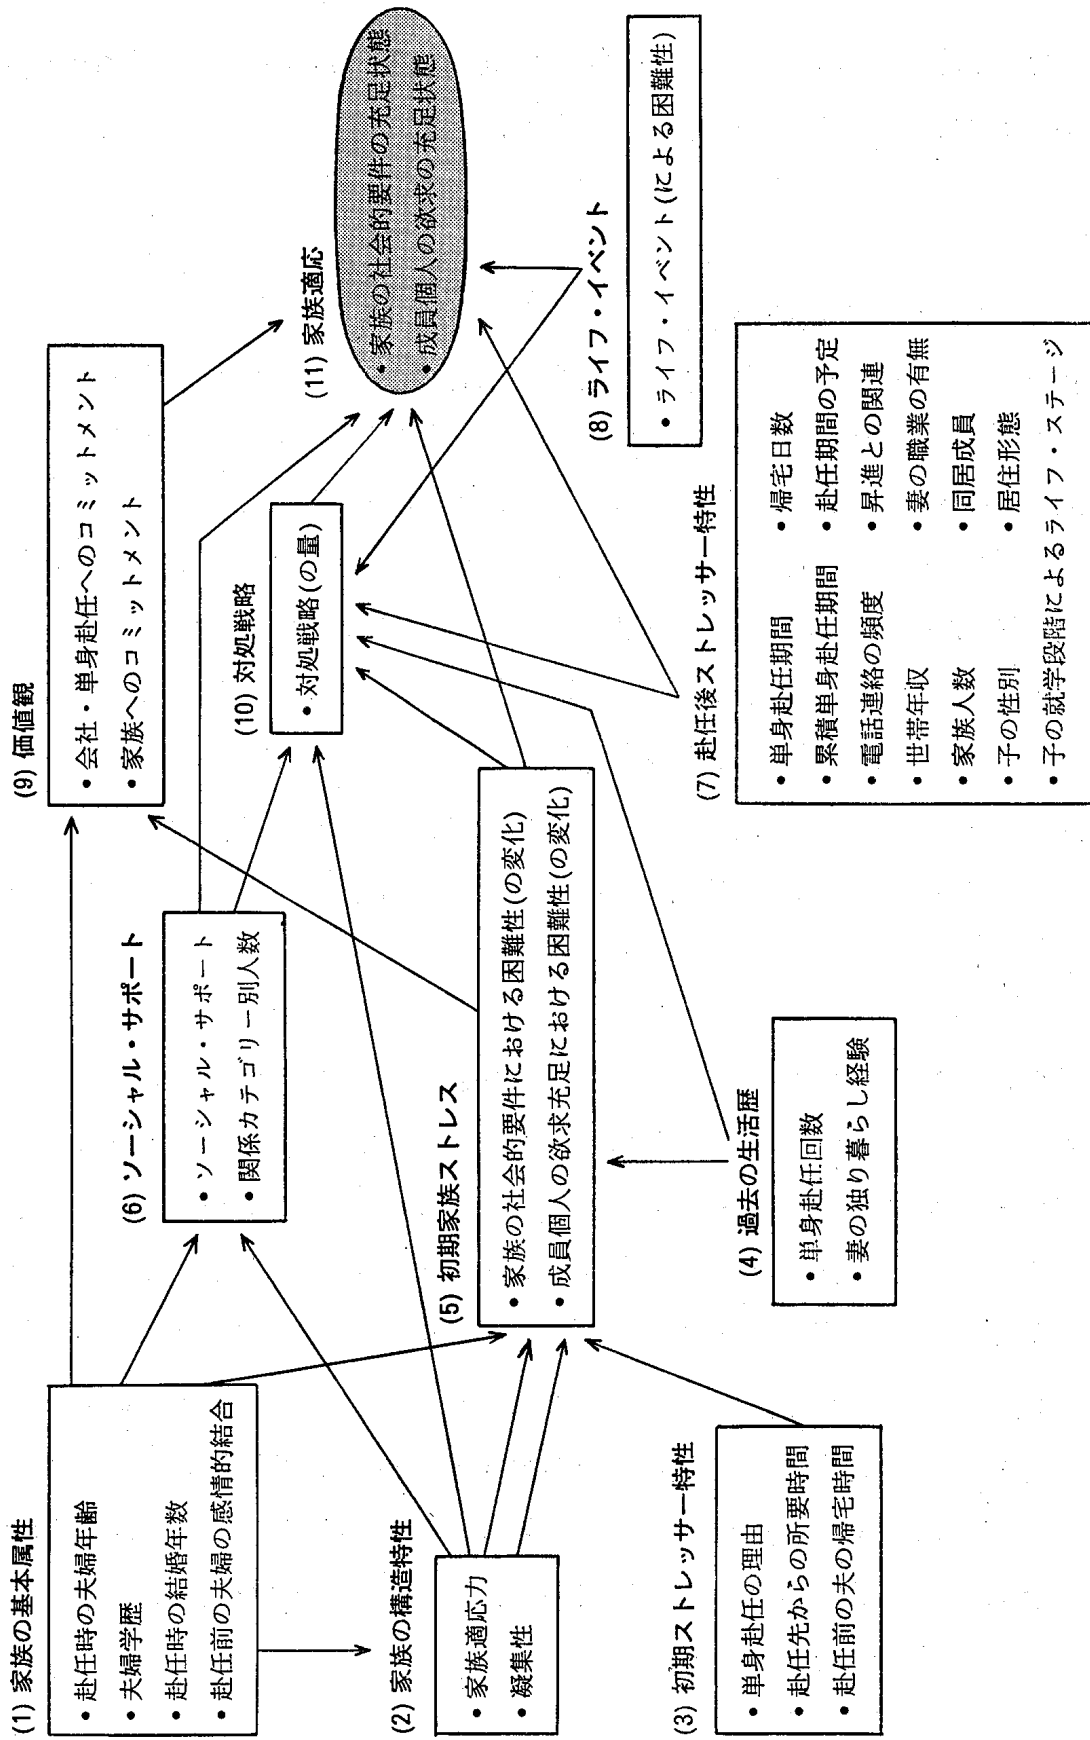 (1) 家族の基本属性
• 赴任時の夫婦年齢
• 夫婦学歴
• 赴任時の結婚年数
• 赴任前の夫婦の感情的結合
(2) 家族の構造特性
• 家族適応力
• 凝集性
(3) 初期ストレッサー特性
• 単身赴任の理由
• 赴任先からの所要時間
• 赴任前の夫の帰宅時間
(4) 過去の生活歴
• 単身赴任回数
• 妻の独り暮らし経験
(5) 初期家族ストレス
• 家族の社会的要件における困難性(の変化)
• 成員個人の欲求充足における困難性(の変化)
(6) ソーシャル・サポート
• ソーシャル・サポート
• 関係カテゴリー別人数
(7) 赴任後ストレッサー特性
• 単身赴任期間
• 帰宅日数
• 累積単身赴任期間
• 赴任期間の予定
• 電話連絡の頻度
• 昇進との関連
• 世帯年収
• 妻の職業の有無
• 家族人数
• 同居成員
• 子の性別
• 居住形態
• 子の就学段階によるライフ・ステージ
(8) ライフ・イベント
• ライフ・イベント(による困難性)
(9) 価値観
• 会社・単身赴任へのコミットメント
• 家族へのコミットメント
(10) 対処戦略
• 対処戦略(の量)
(11) 家族適応
• 家族の社会的要件の充足状態
• 成員個人の欲求の充足状態